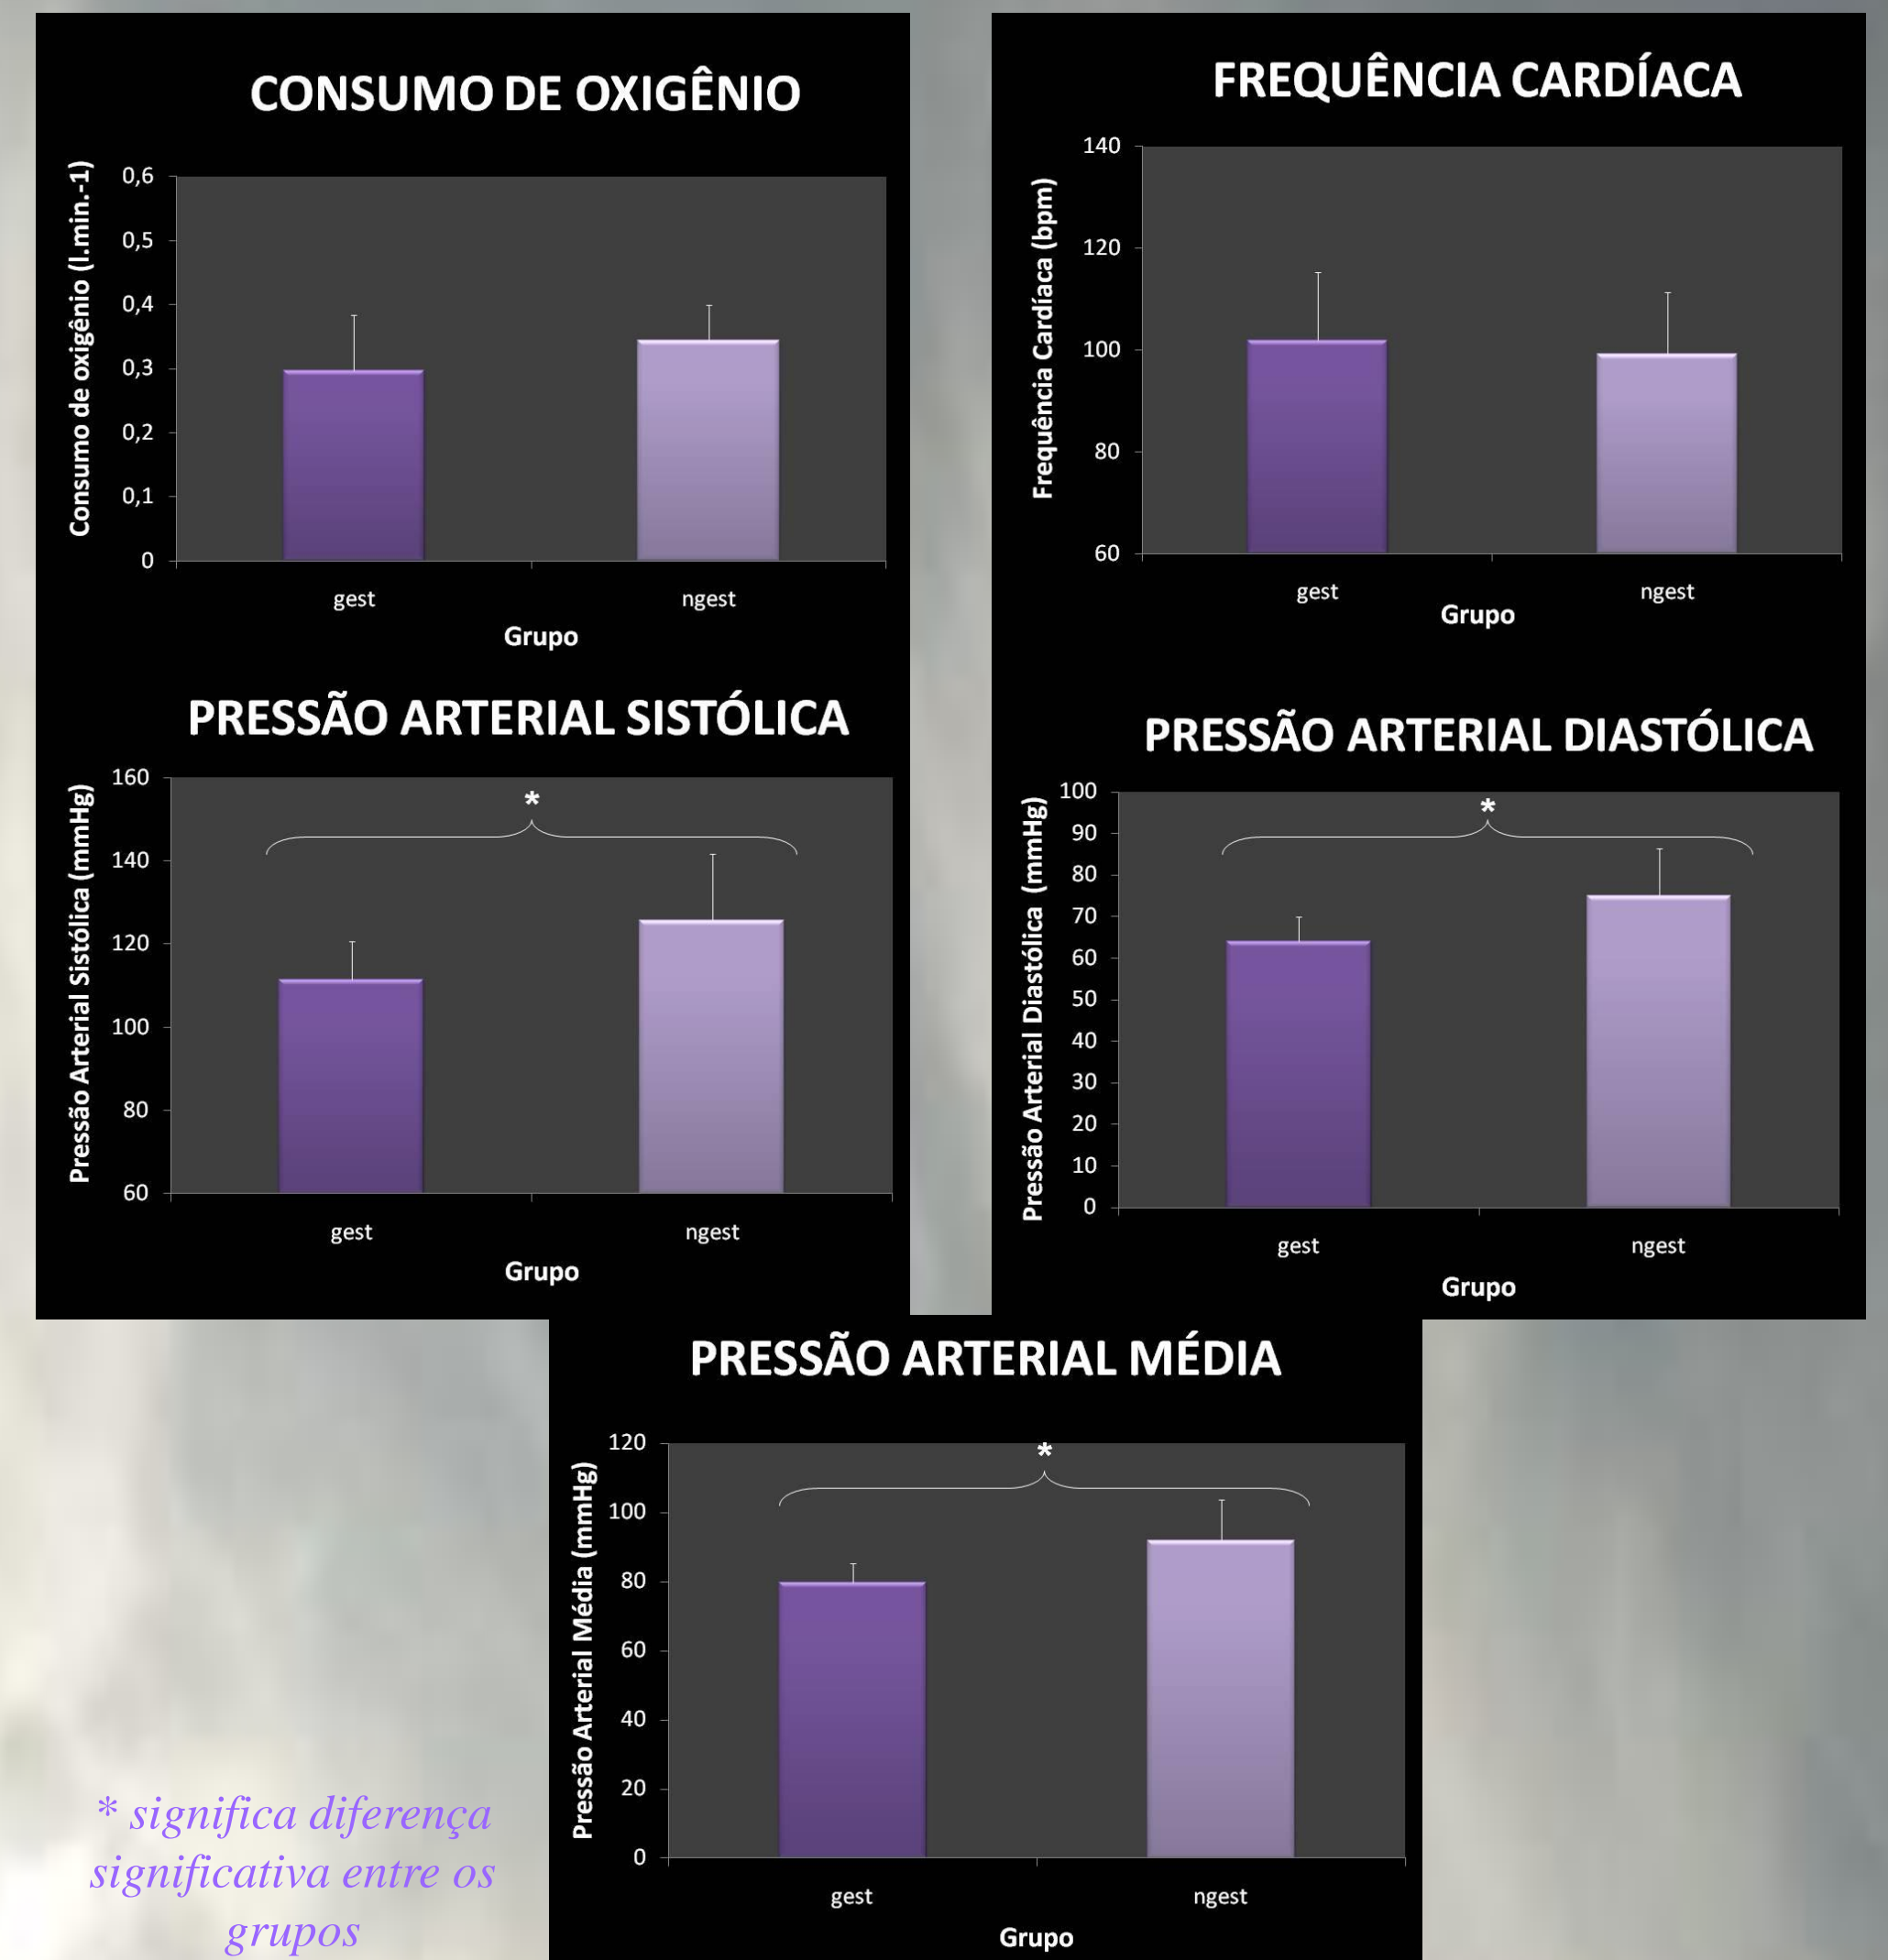 CONSUMO DE OXIGÊNIO
Consumo de oxigênio (l.min.-1)
0,6
0,5
0,4
0,3
0,2
0,1
0
gest
ngest
Grupo
FREQUÊNCIA CARDÍACA
Frequência Cardíaca (bpm)
140
120
100
80
60
gest
ngest
Grupo
PRESSÃO ARTERIAL SISTÓLICA
Pressão Arterial Sistólica (mmHg)
160
140
120
100
80
60
*
gest
ngest
Grupo
PRESSÃO ARTERIAL DIASTÓLICA
Pressão Arterial Diastólica (mmHg)
100
90
80
70
60
50
40
30
20
10
0
*
gest
ngest
Grupo
PRESSÃO ARTERIAL MÉDIA
Pressão Arterial Média (mmHg)
120
100
80
60
40
20
0
*
gest
ngest
Grupo
* significa diferença
significativa entre os
grupos